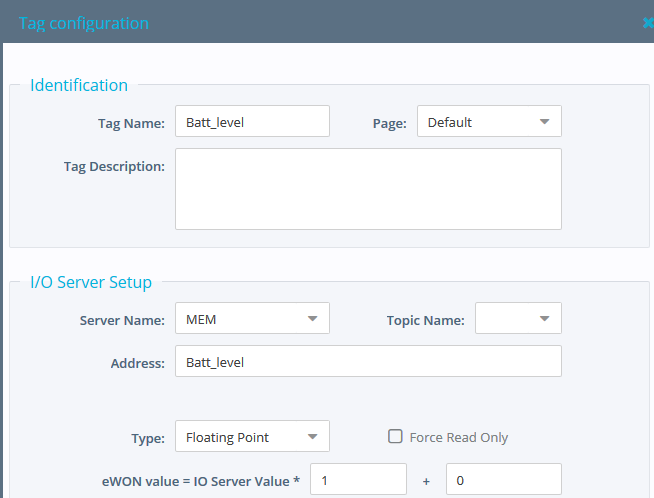 Tag configuration
Identification
Tag Name: Batt_level Page: Default
Tag Description:
I/O Server Setup
Server Name: MEM Topic Name:
Address: Batt_level
Type: Floating Point Force Read Only
eWON value = IO Server Value * 1 + 0